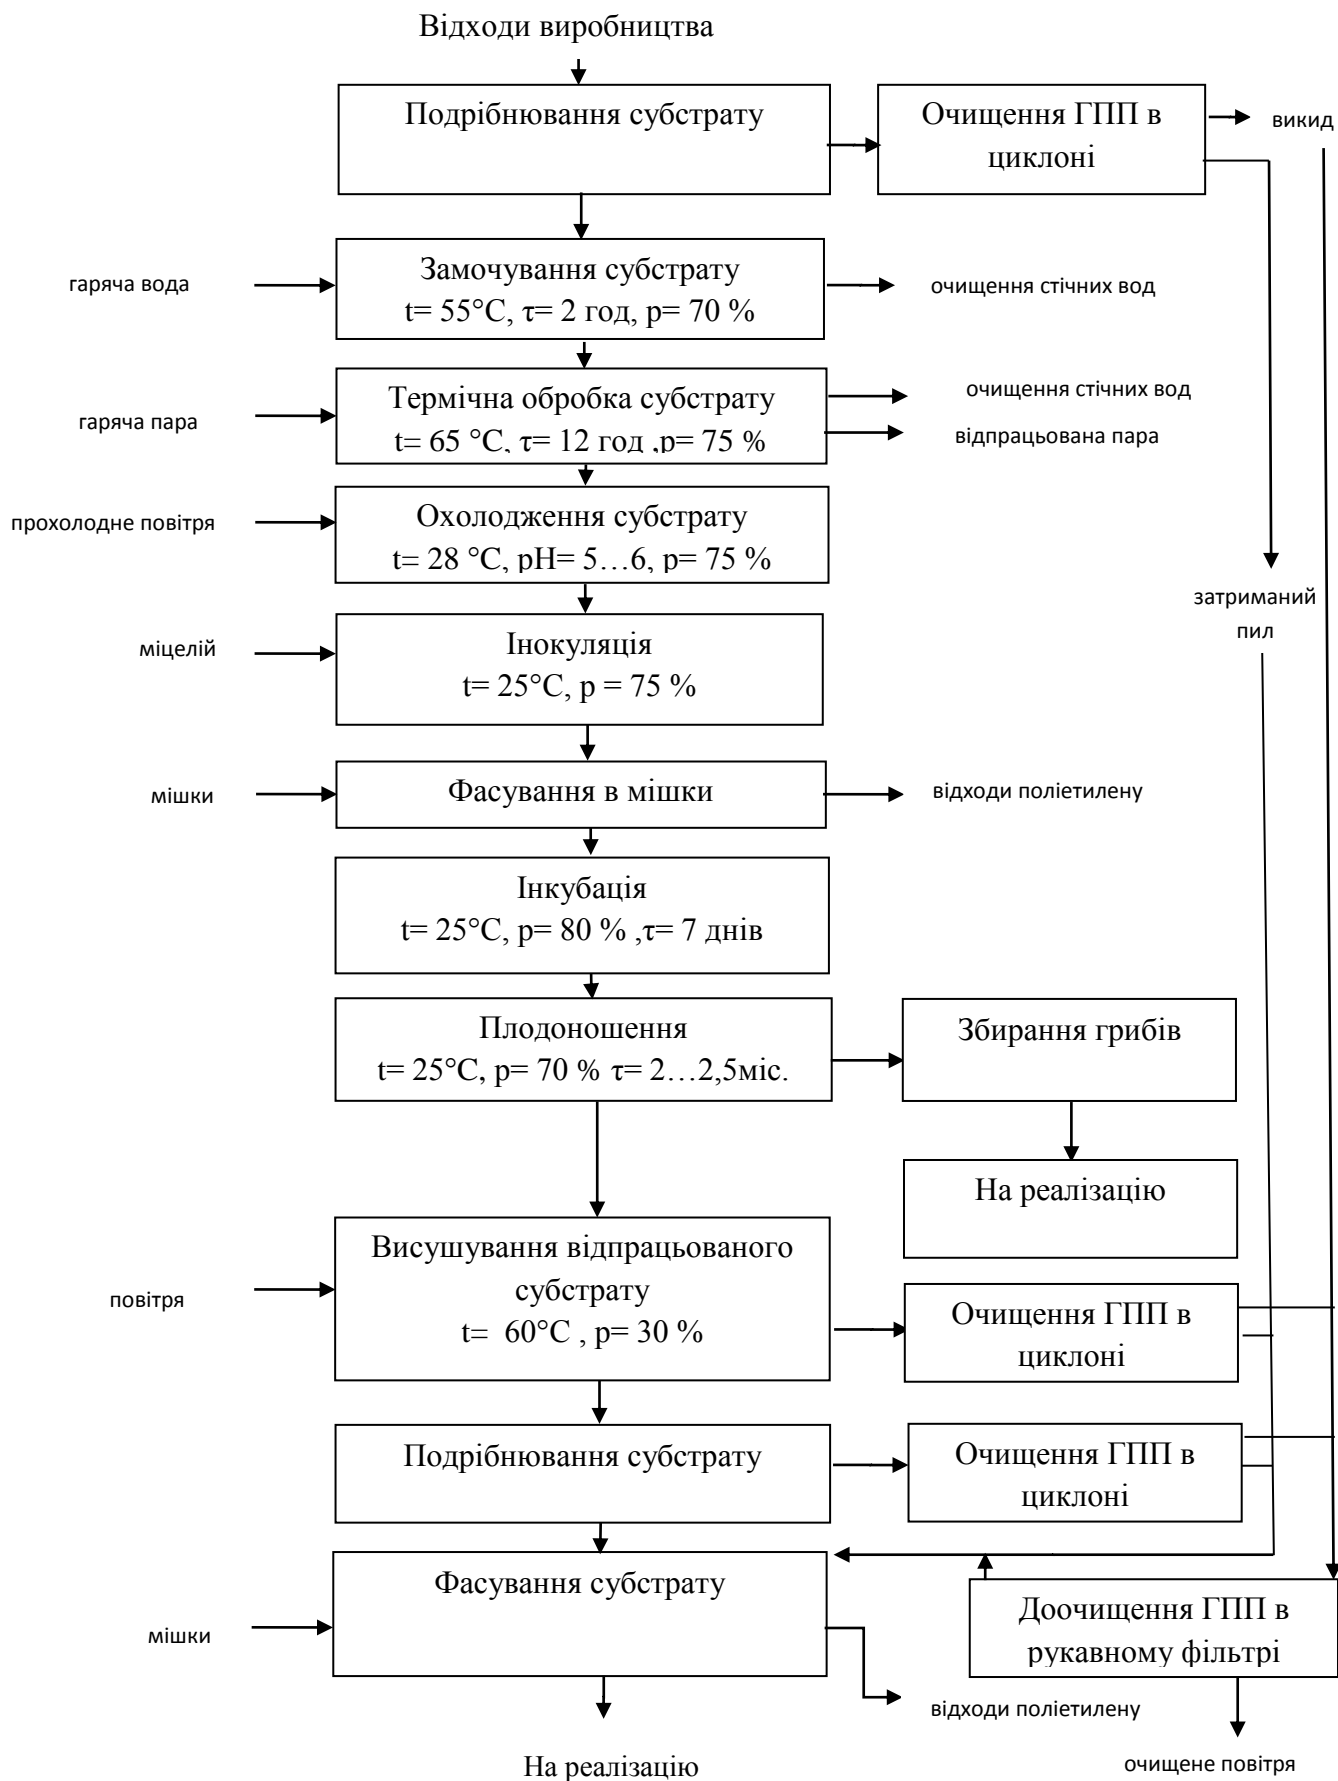 Відходи виробництва
Подрібнювання субстрату
Очищення ГПП в
циклоні
викид
гаряча вода
Замочування субстрату
t= 55°С, τ= 2 год, р= 70 %
очищення стічних вод
гаряча пара
Термічна обробка субстрату
t= 65 °С, τ= 12 год ,р= 75 %
очищення стічних вод
відпрацьована пара
прохолодне повітря
Охолодження субстрату
t= 28 °С, рН= 5…6, р= 75 %
затриманий
пил
міцелій
Інокуляція
t= 25°С, р = 75 %
мішки
Фасування в мішки
відходи поліетилену
Інкубація
t= 25°С, р= 80 % ,τ= 7 днів
Плодоношення
t= 25°С, р= 70 % τ= 2…2,5міс.
Збирання грибів
На реалізацію
повітря
Висушування відпрацьованого
субстрату
t= 60°С , р= 30 %
Очищення ГПП в
циклоні
Подрібнювання субстрату
Очищення ГПП в
циклоні
мішки
Фасування субстрату
Доочищення ГПП в
рукавному фільтрі
відходи поліетилену
На реалізацію
очищене повітря